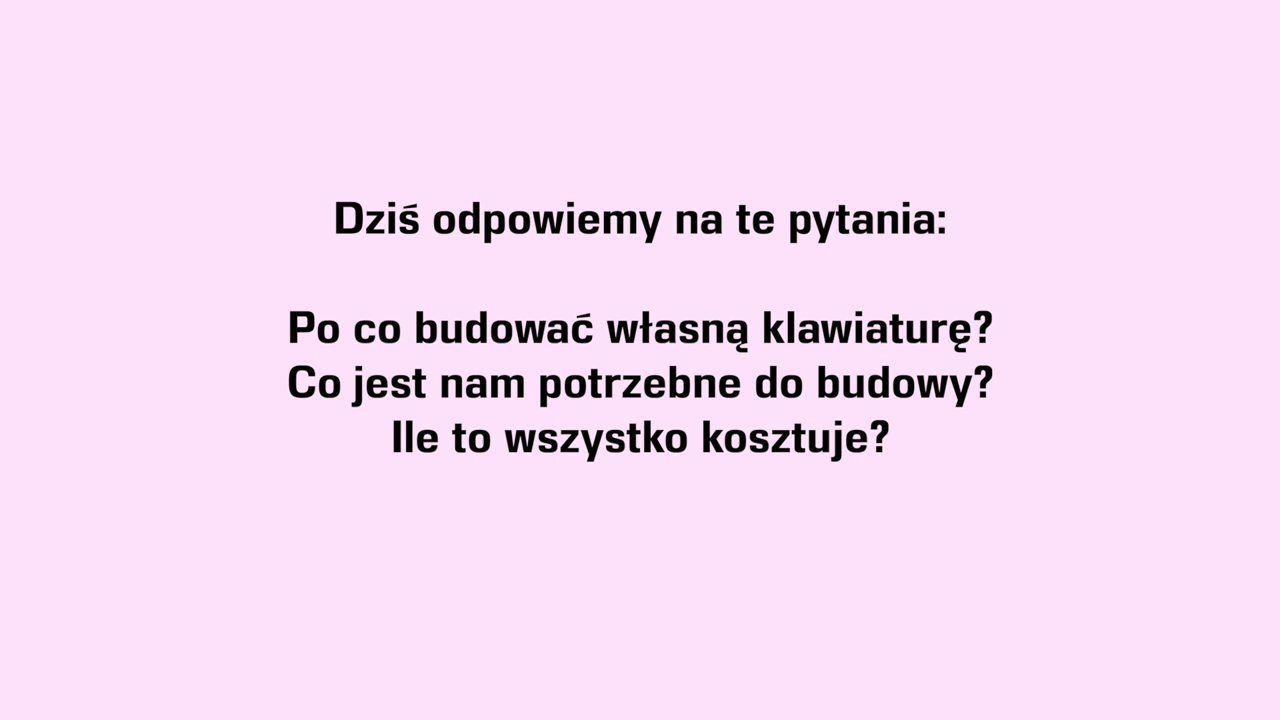 Dziś odpowiemy na te pytania:
Po co budować własną klawiaturę?
Co jest nam potrzebne do budowy?
Ile to wszystko kosztuje?